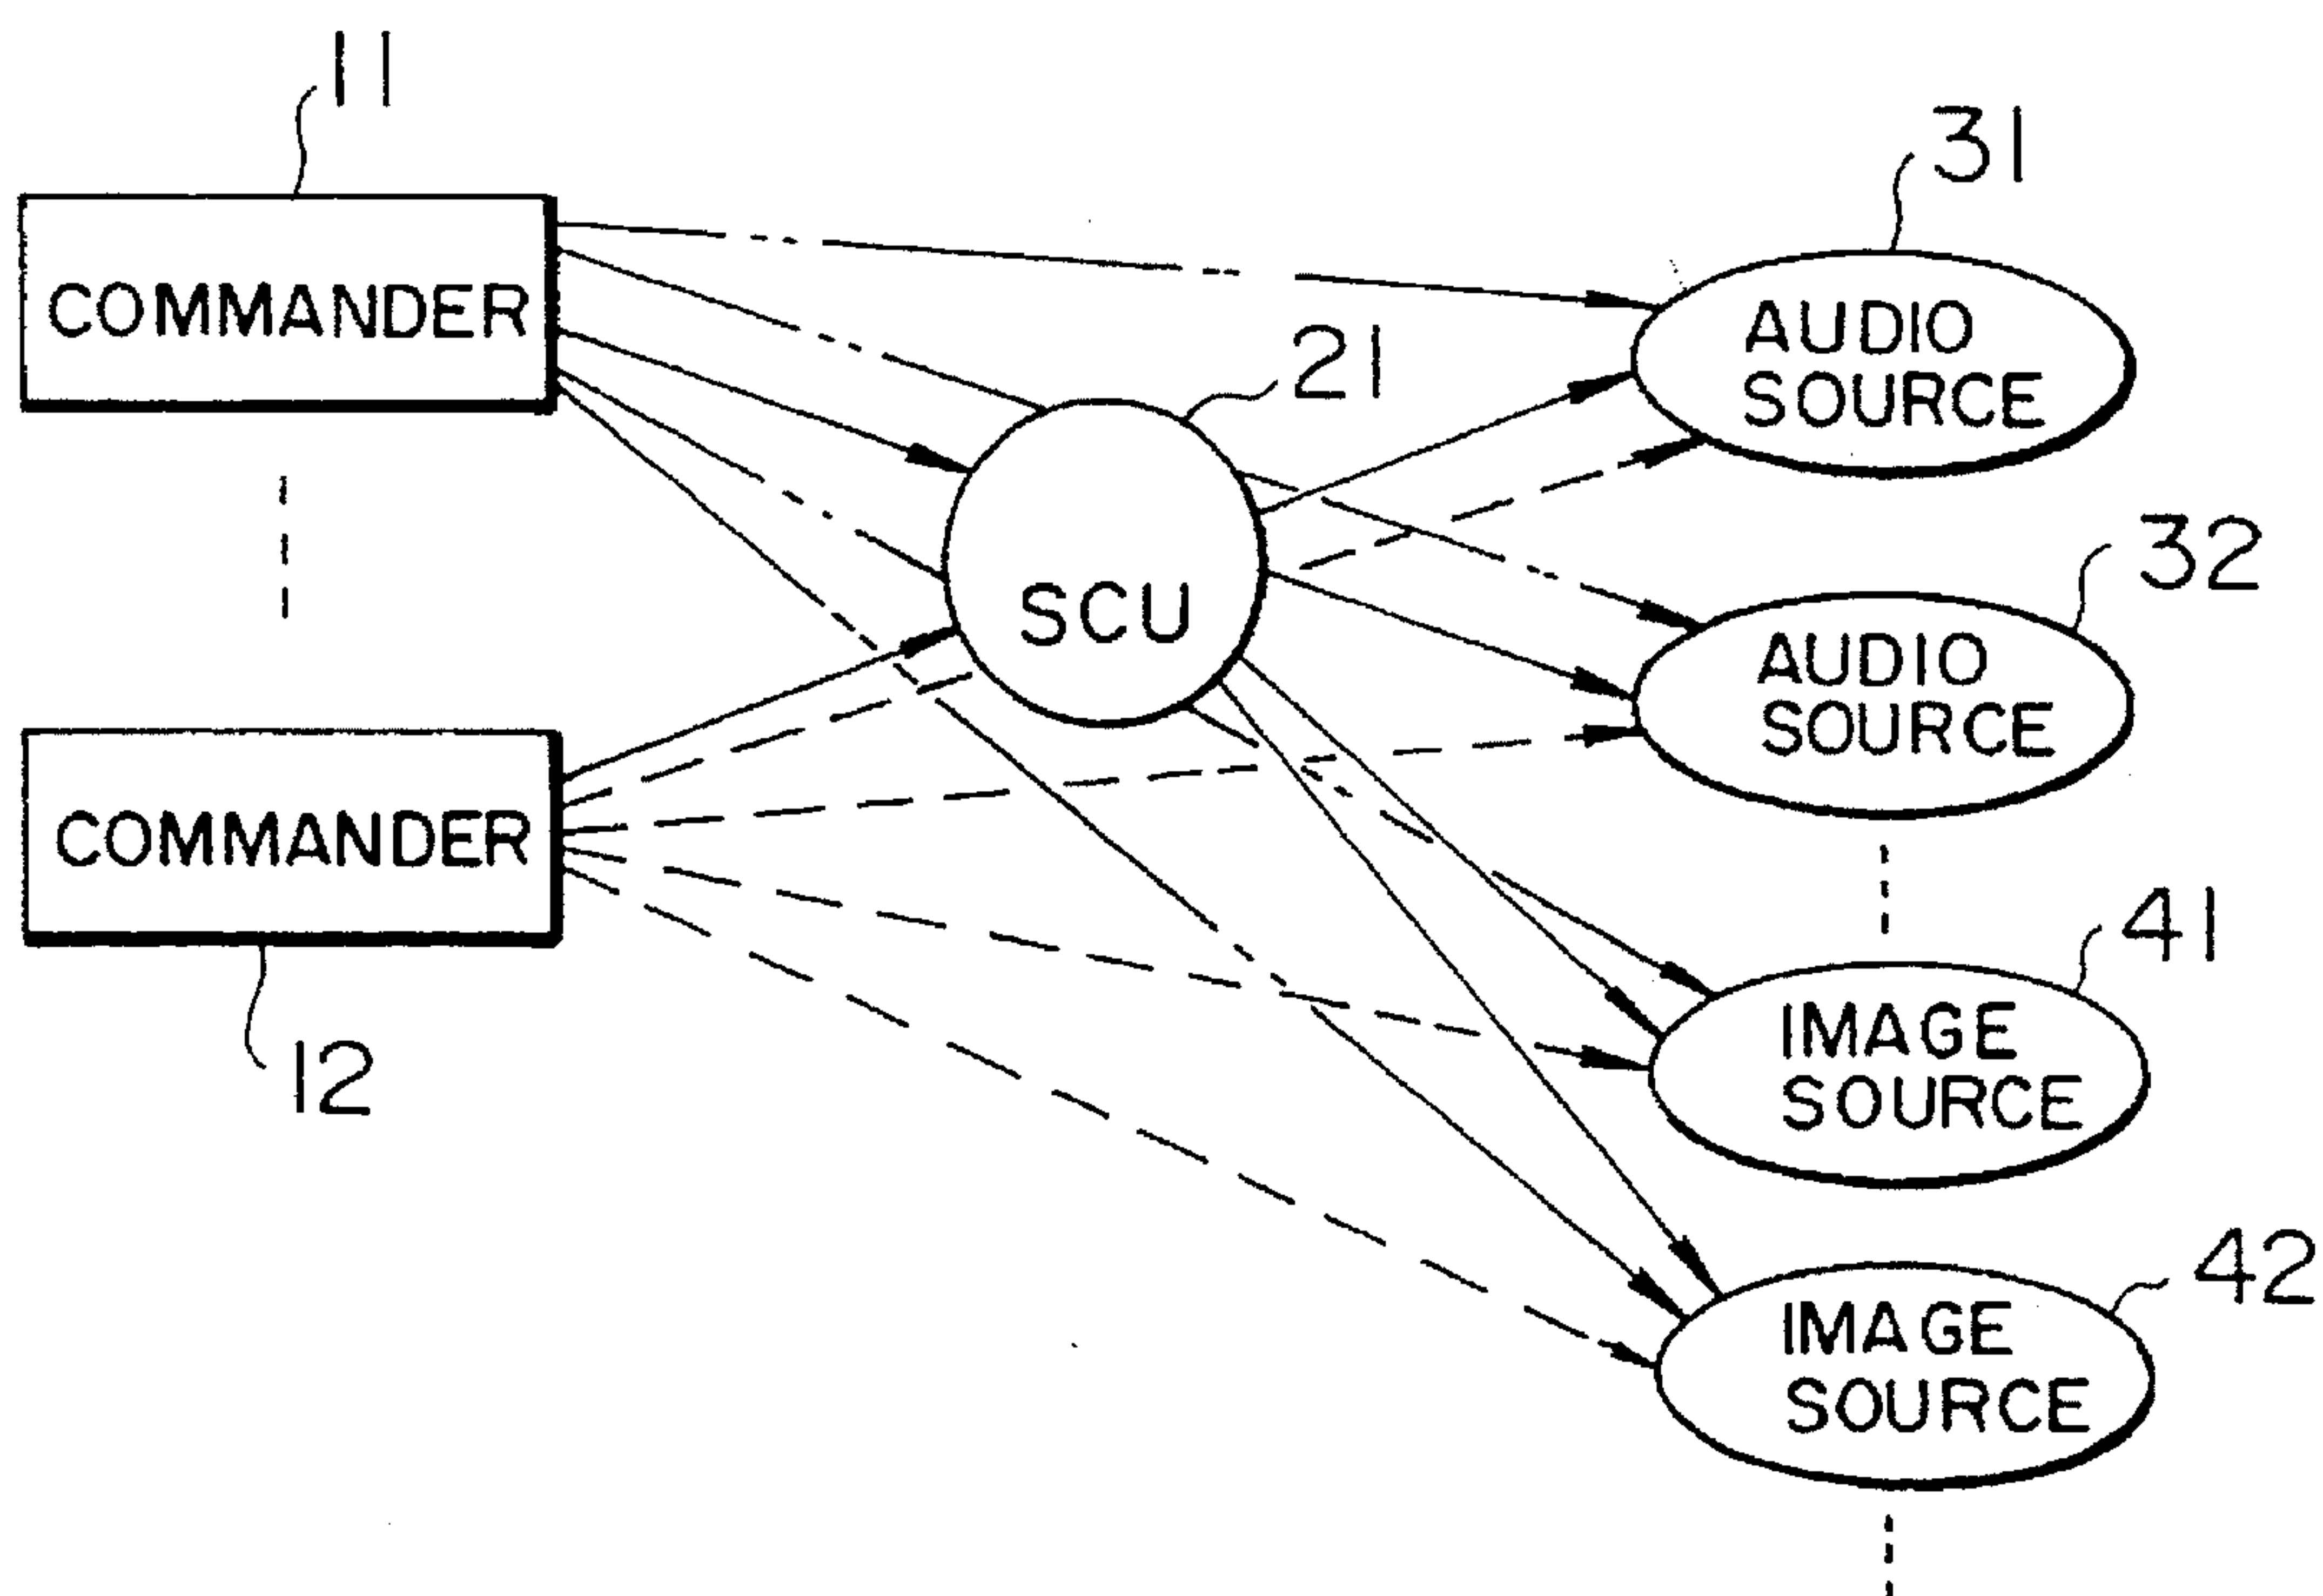 11
COMMANDER
31
AUDIO
SOURCE
21
SCU
32
AUDIO
SOURCE
COMMANDER
12
41
IMAGE
SOURCE
42
IMAGE
SOURCE